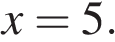 x = 5.